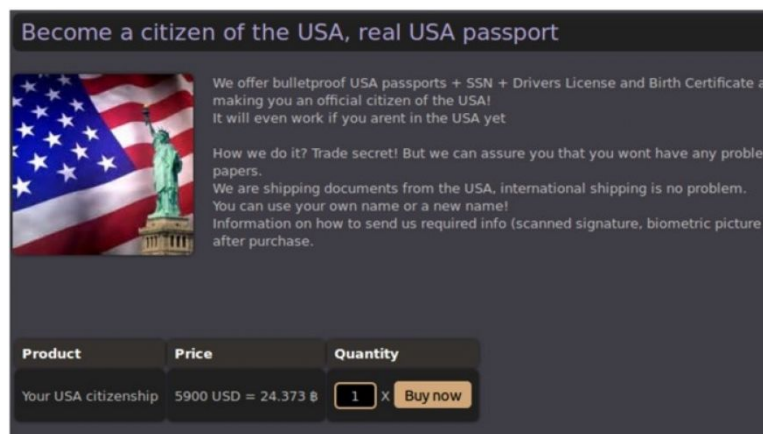 Become a citizen of the USA, real USA passport
We offer bulletproof USA passports + SSN + Drivers License and Birth Certificate
making you an official citizen of the USA!
It will even work if you arent in the USA yet
How we do it? Trade secret! But we can assure you that you wont have any
papers.
We are shipping documents from the USA, international shipping is no problem.
You can use your own name or a new name!
Information on how to send us required info (scanned signature, biometric picture
after purchase.
Product Price Quantity
Your USA citizenship 5900 USD = 24.373 ฿ 1 X Buy now